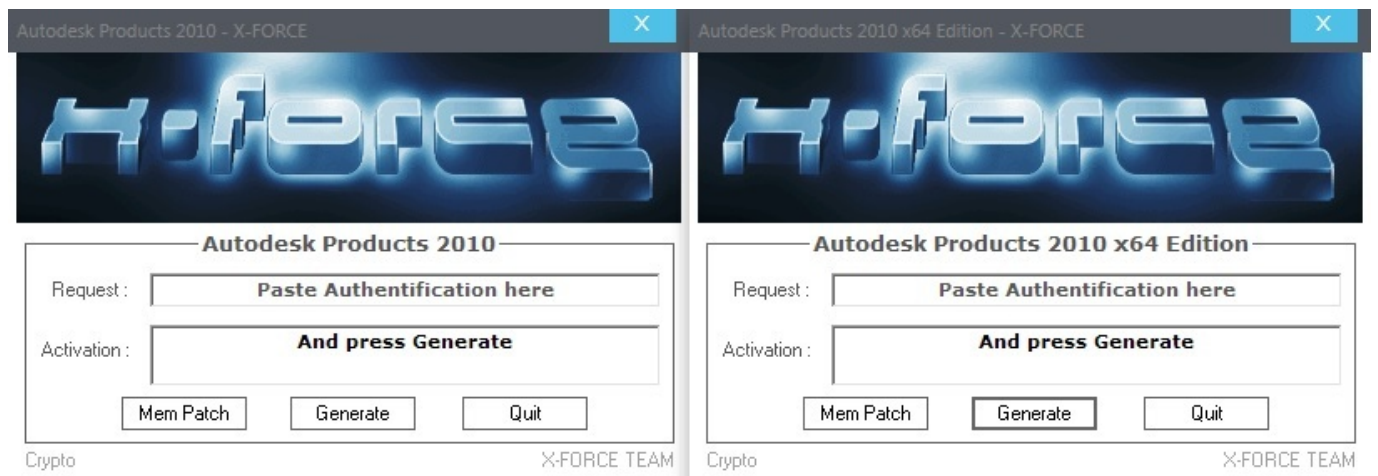 Autodesk Products 2010 - X-FORCE X
x-force
Autodesk Products 2010
Request : Paste Authentification here
Activation : And press Generate
Mem Patch Generate Quit
Crypto X-FORCE TEAM
Autodesk Products 2010 x64 Edition - X-FORCE X
x-force
Autodesk Products 2010 x64 Edition
Request : Paste Authentification here
Activation : And press Generate
Mem Patch Generate Quit
Crypto X-FORCE TEAM